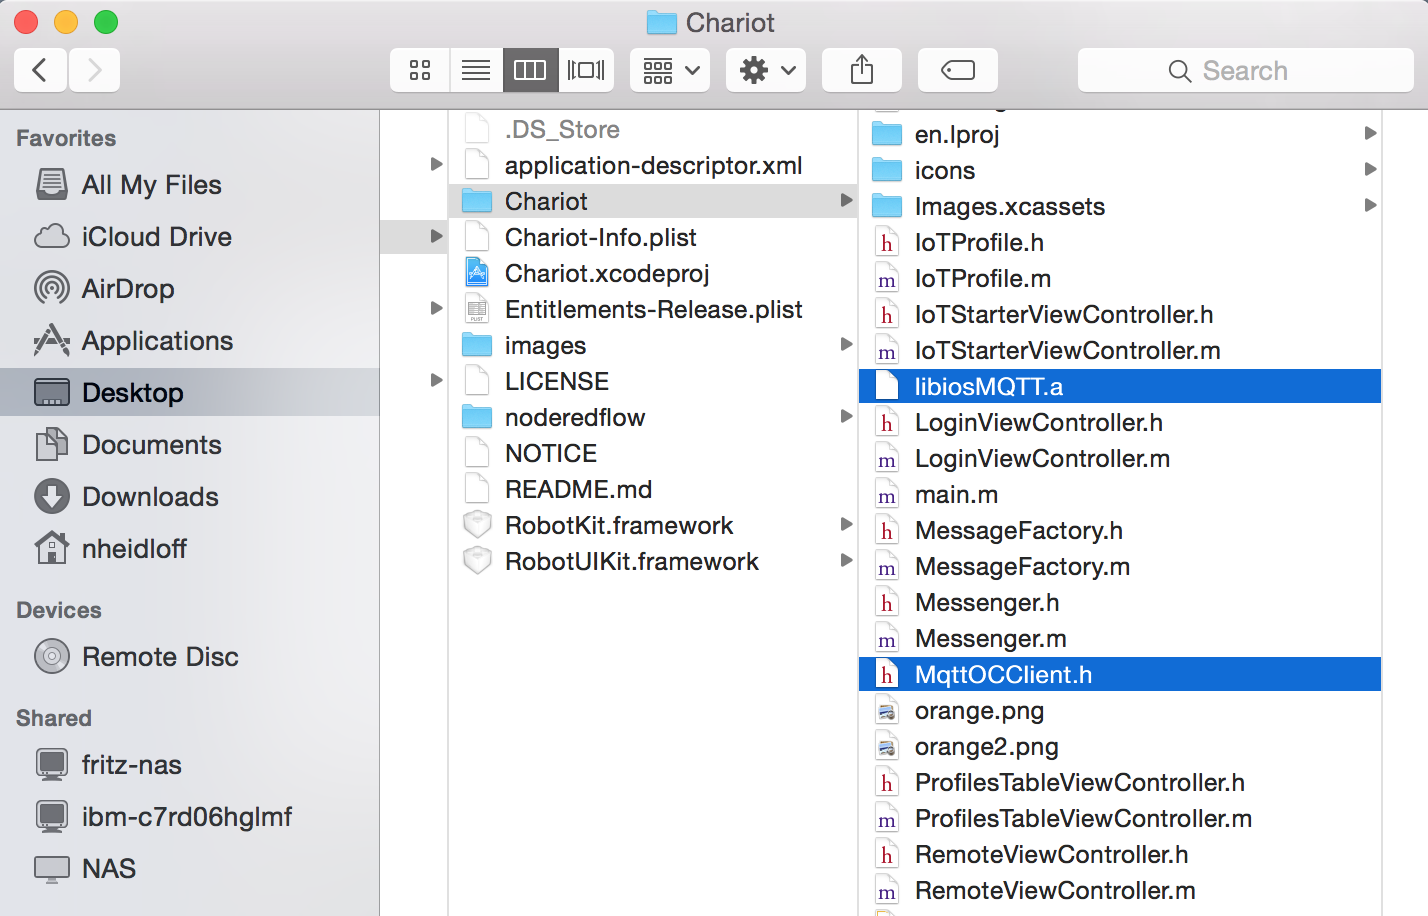 Chariot
Search
Favorites
All My Files
iCloud Drive
AirDrop
Applications
Desktop
Documents
Downloads
nheidloff
Devices
Remote Disc
Shared
fritz-nas
ibm-c7rd06hglmf
NAS
.DS_Store
application-descriptor.xml
Chariot
Chariot-Info.plist
Chariot.xcodeproj
Entitlements-Release.plist
images
LICENSE
noderedflow
NOTICE
README.md
RobotKit.framework
RobotUIKit.framework
en.lproj
icons
Images.xcassets
h IoTProfile.h
m IoTProfile.m
h IoTStarterViewController.h
m IoTStarterViewController.m
libiosMQTT.a
h LoginViewController.h
m LoginViewController.m
m main.m
h MessageFactory.h
m MessageFactory.m
h Messenger.h
m Messenger.m
h MqttOCClient.h
orange.png
orange2.png
h ProfilesTableViewController.h
m ProfilesTableViewController.m
h RemoteViewController.h
m RemoteViewController.m